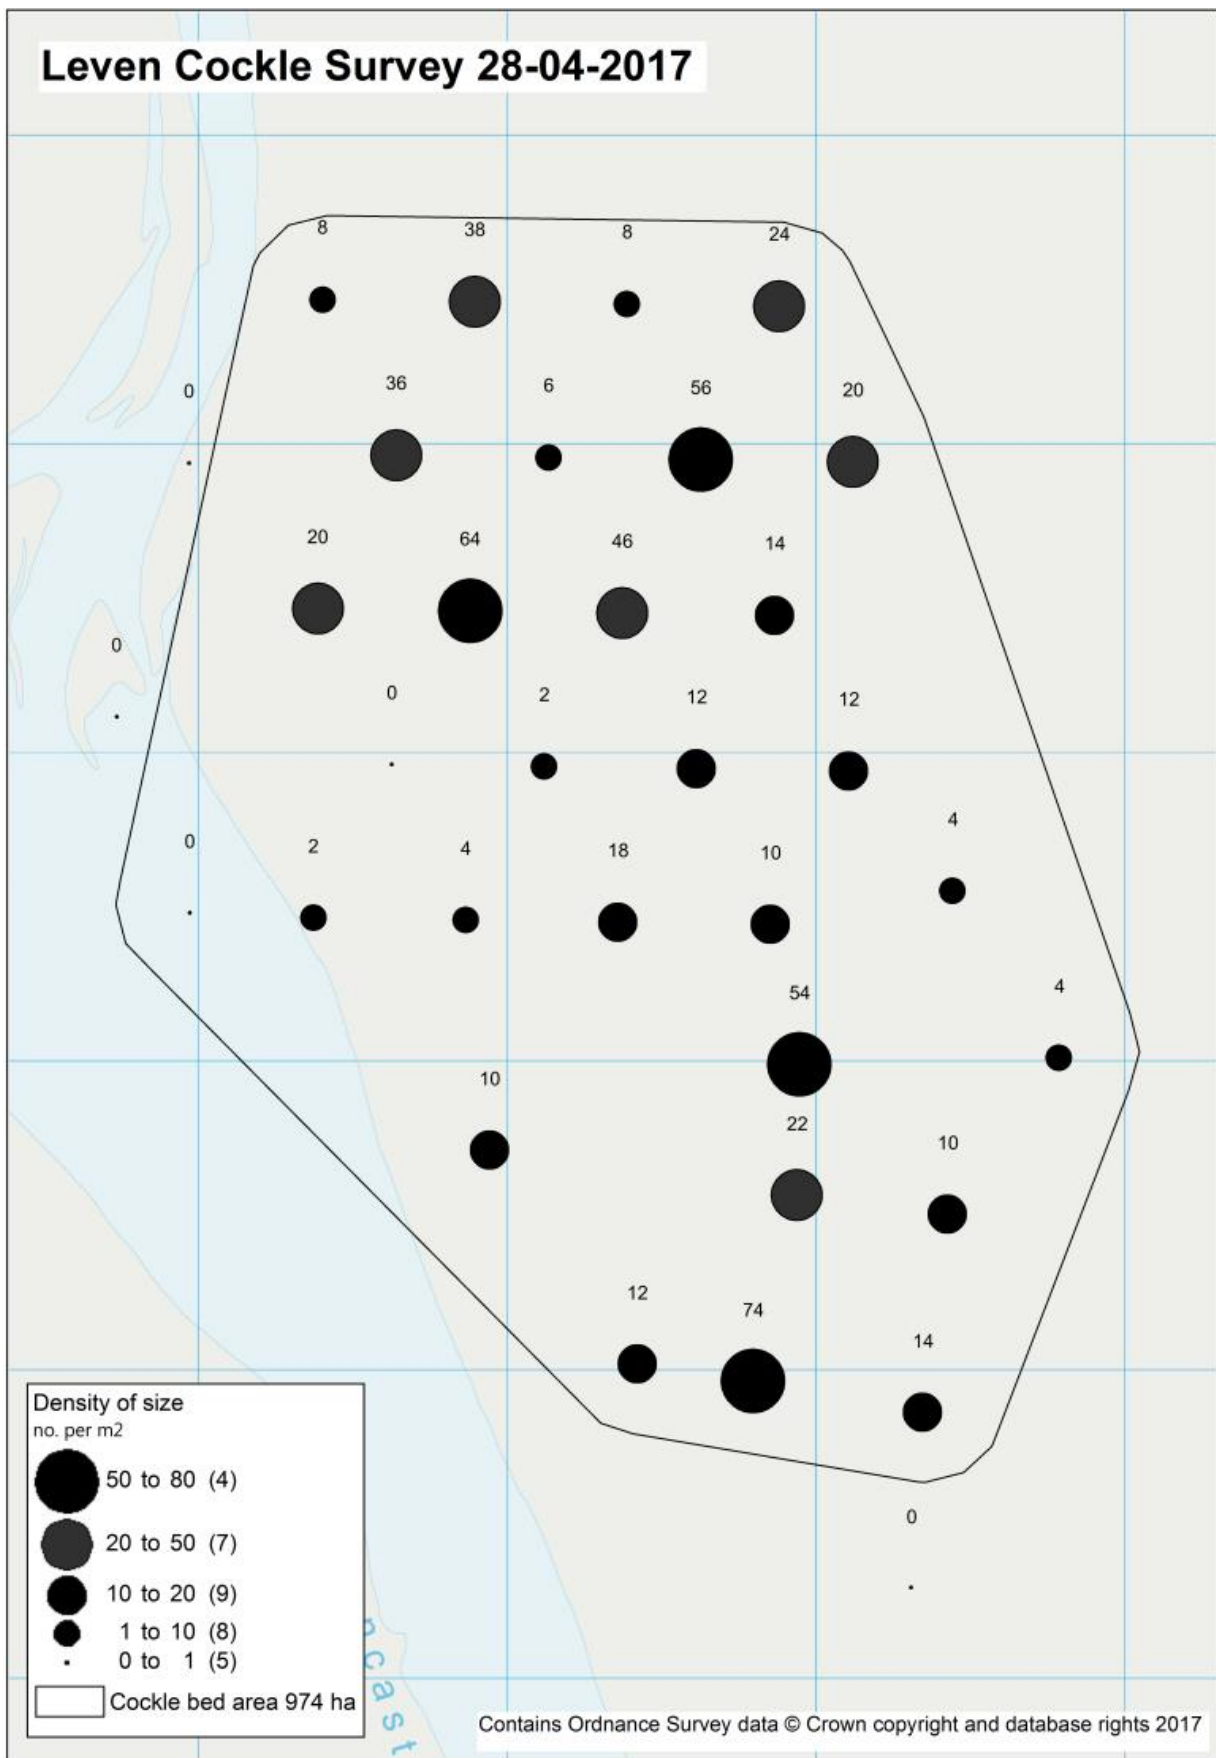 Leven Cockle Survey 28-04-2017
8 38 8 24
0 36 6 56 20
20 64 46 14
0
0 2 12 12
0 2 4 18 10 4
54 4
10
22 10
12 74 14
0
Density of size
no. per m2
50 to 80 (4)
20 to 50 (7)
10 to 20 (9)
1 to 10 (8)
0 to 1 (5)
Cockle bed area 974 ha
ncast
Contains Ordnance Survey data © Crown copyright and database rights 2017